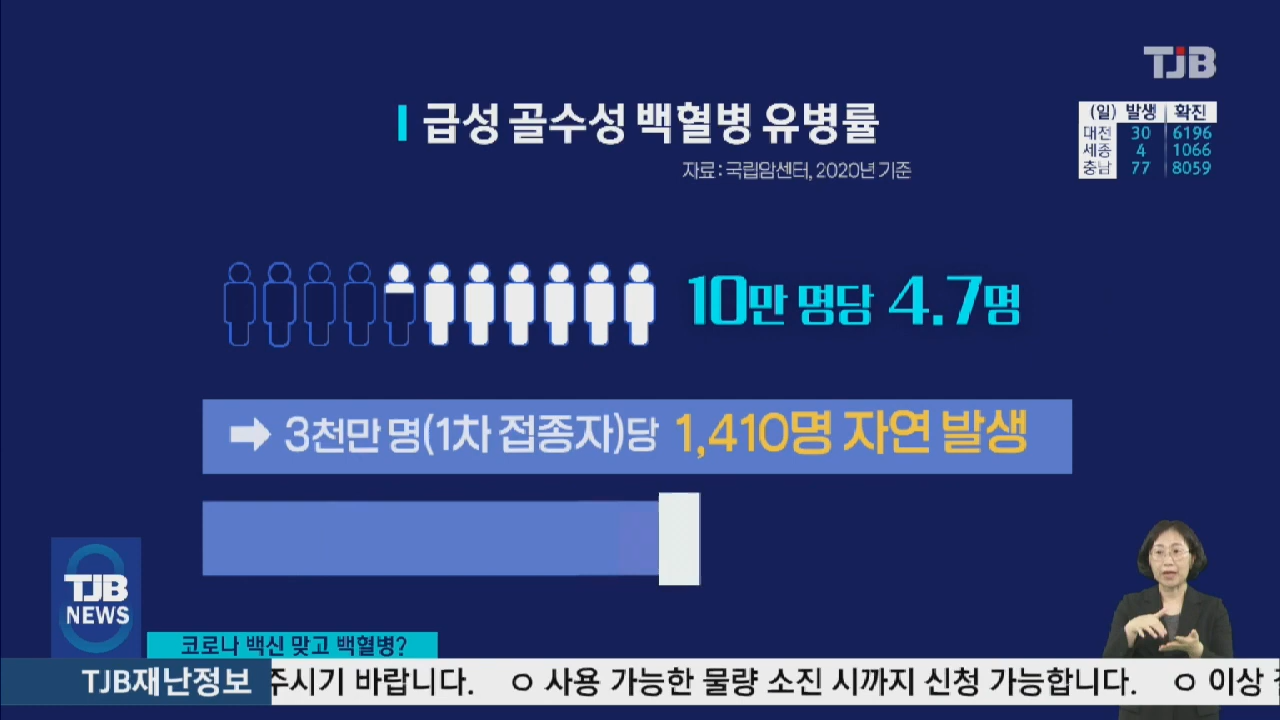 TJB
급성 골수성 백혈병 유병률
자료 : 국립암센터, 2020년 기준
(일) 발생 확진
대전 30 6196
세종 4 1066
충남 77 8059
10만 명당 4.7명
3천만 명(1차 접종자)당 1,410명 자연 발생
TJB
NEWS
코로나 백신 맞고 백혈병?
TJB재난정보 주시기 바랍니다. ㅇ 사용 가능한 물량 소진 시까지 신청 가능합니다. ㅇ 이상